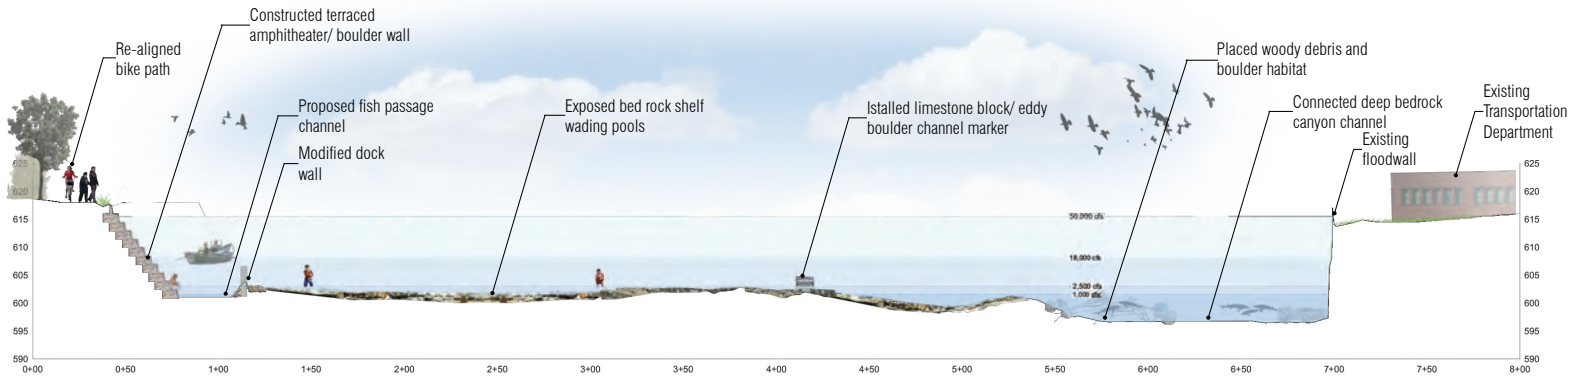 Constructed terraced
amphitheater/ boulder wall
Re-aligned
bike path
Proposed fish passage
channel
Modified dock
wall
Exposed bed rock shelf
wading pools
Istalled limestone block/ eddy
boulder channel marker
Placed woody debris and
boulder habitat
Connected deep bedrock
canyon channel
Existing
floodwall
Existing
Transportation
Department
625
620
615
610
605
600
595
590
50,000 cfs
18,000 cfs
2,500 cfs
1,000 cfs
625
620
615
610
605
600
595
590
0+00 0+50 1+00 1+50 2+00 2+50 3+00 3+50 4+00 4+50 5+00 5+50 6+00 6+50 7+00 7+50 8+00